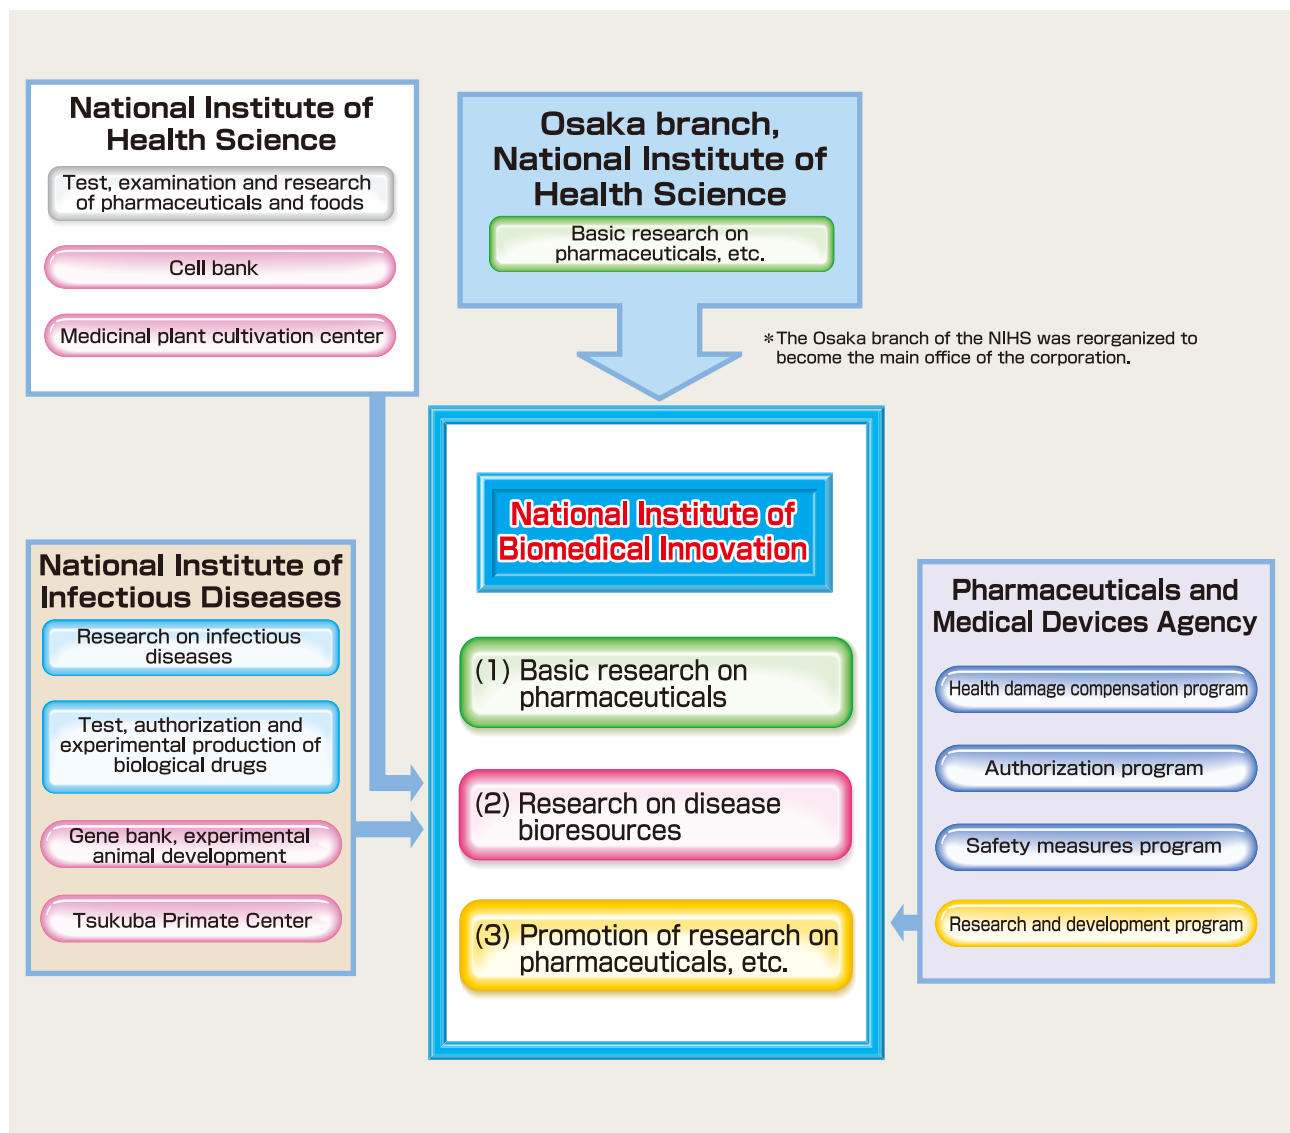 National Institute of
Health Science
Test, examination and research
of pharmaceuticals and foods
Cell bank
Medicinal plant cultivation center
Osaka branch,
National Institute of
Health Science
Basic research on
pharmaceuticals, etc.
*The Osaka branch of the NIHS was reorganized to
become the main office of the corporation.
National Institute of
Infectious Diseases
Research on infectious
diseases
Test, authorization and
experimental production of
biological drugs
Gene bank, experimental
animal development
Tsukuba Primate Center
National Institute of
Biomedical Innovation
(1) Basic research on
pharmaceuticals
(2) Research on disease
bioresources
(3) Promotion of research on
pharmaceuticals, etc.
Pharmaceuticals and
Medical Devices Agency
Health damage compensation program
Authorization program
Safety measures program
Research and development program